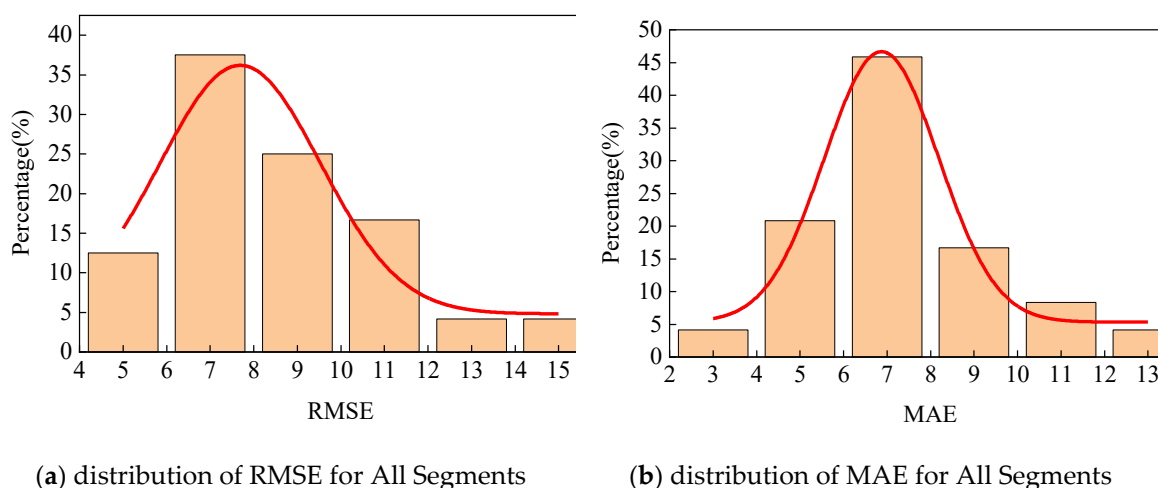 40
35
30
25
20
15
10
5
0
Percentage(%)
4 5 6 7 8 9 10 11 12 13 14 15
RMSE
(a) distribution of RMSE for All Segments
50
45
40
35
30
25
20
15
10
5
0
Percentage(%)
2 3 4 5 6 7 8 9 10 11 12 13
MAE
(b) distribution of MAE for All Segments